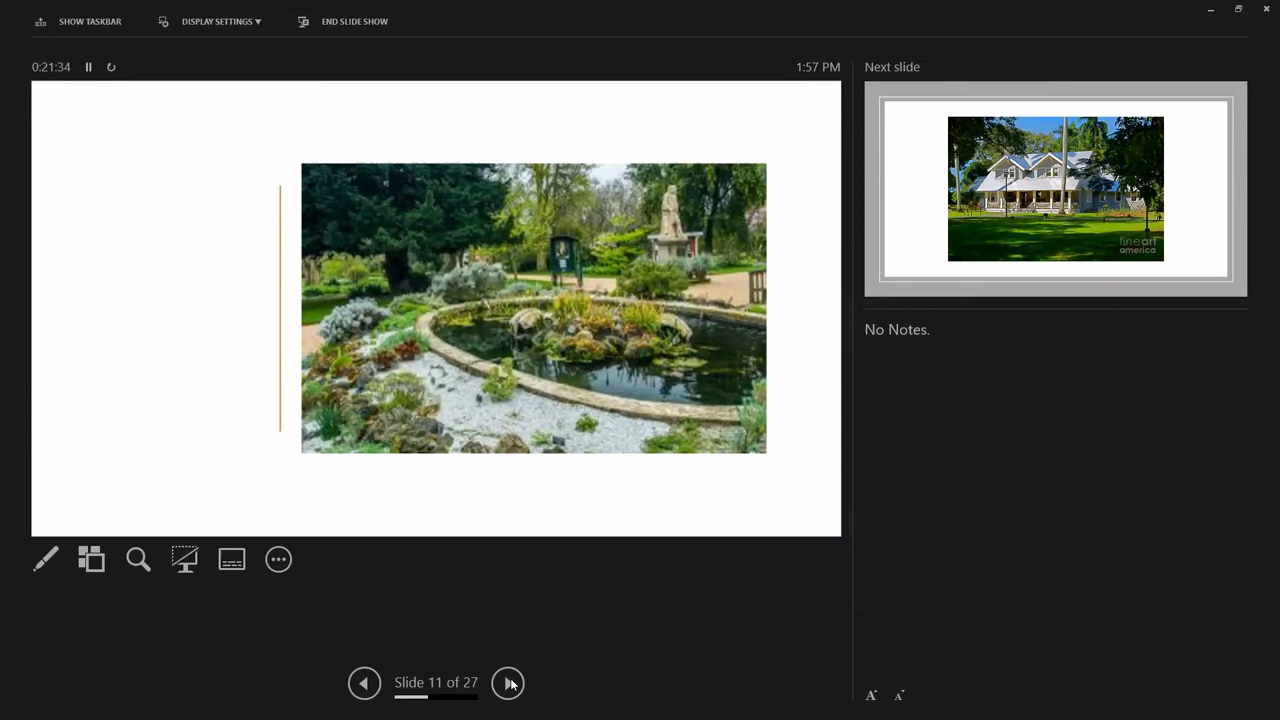 SHOW TASKBAR
DISPLAY SETTINGS ▼
END SLIDE SHOW
0:21:34
1:57 PM
Next slide
fineart
america
No Notes.
Slide 11 of 27
A
A